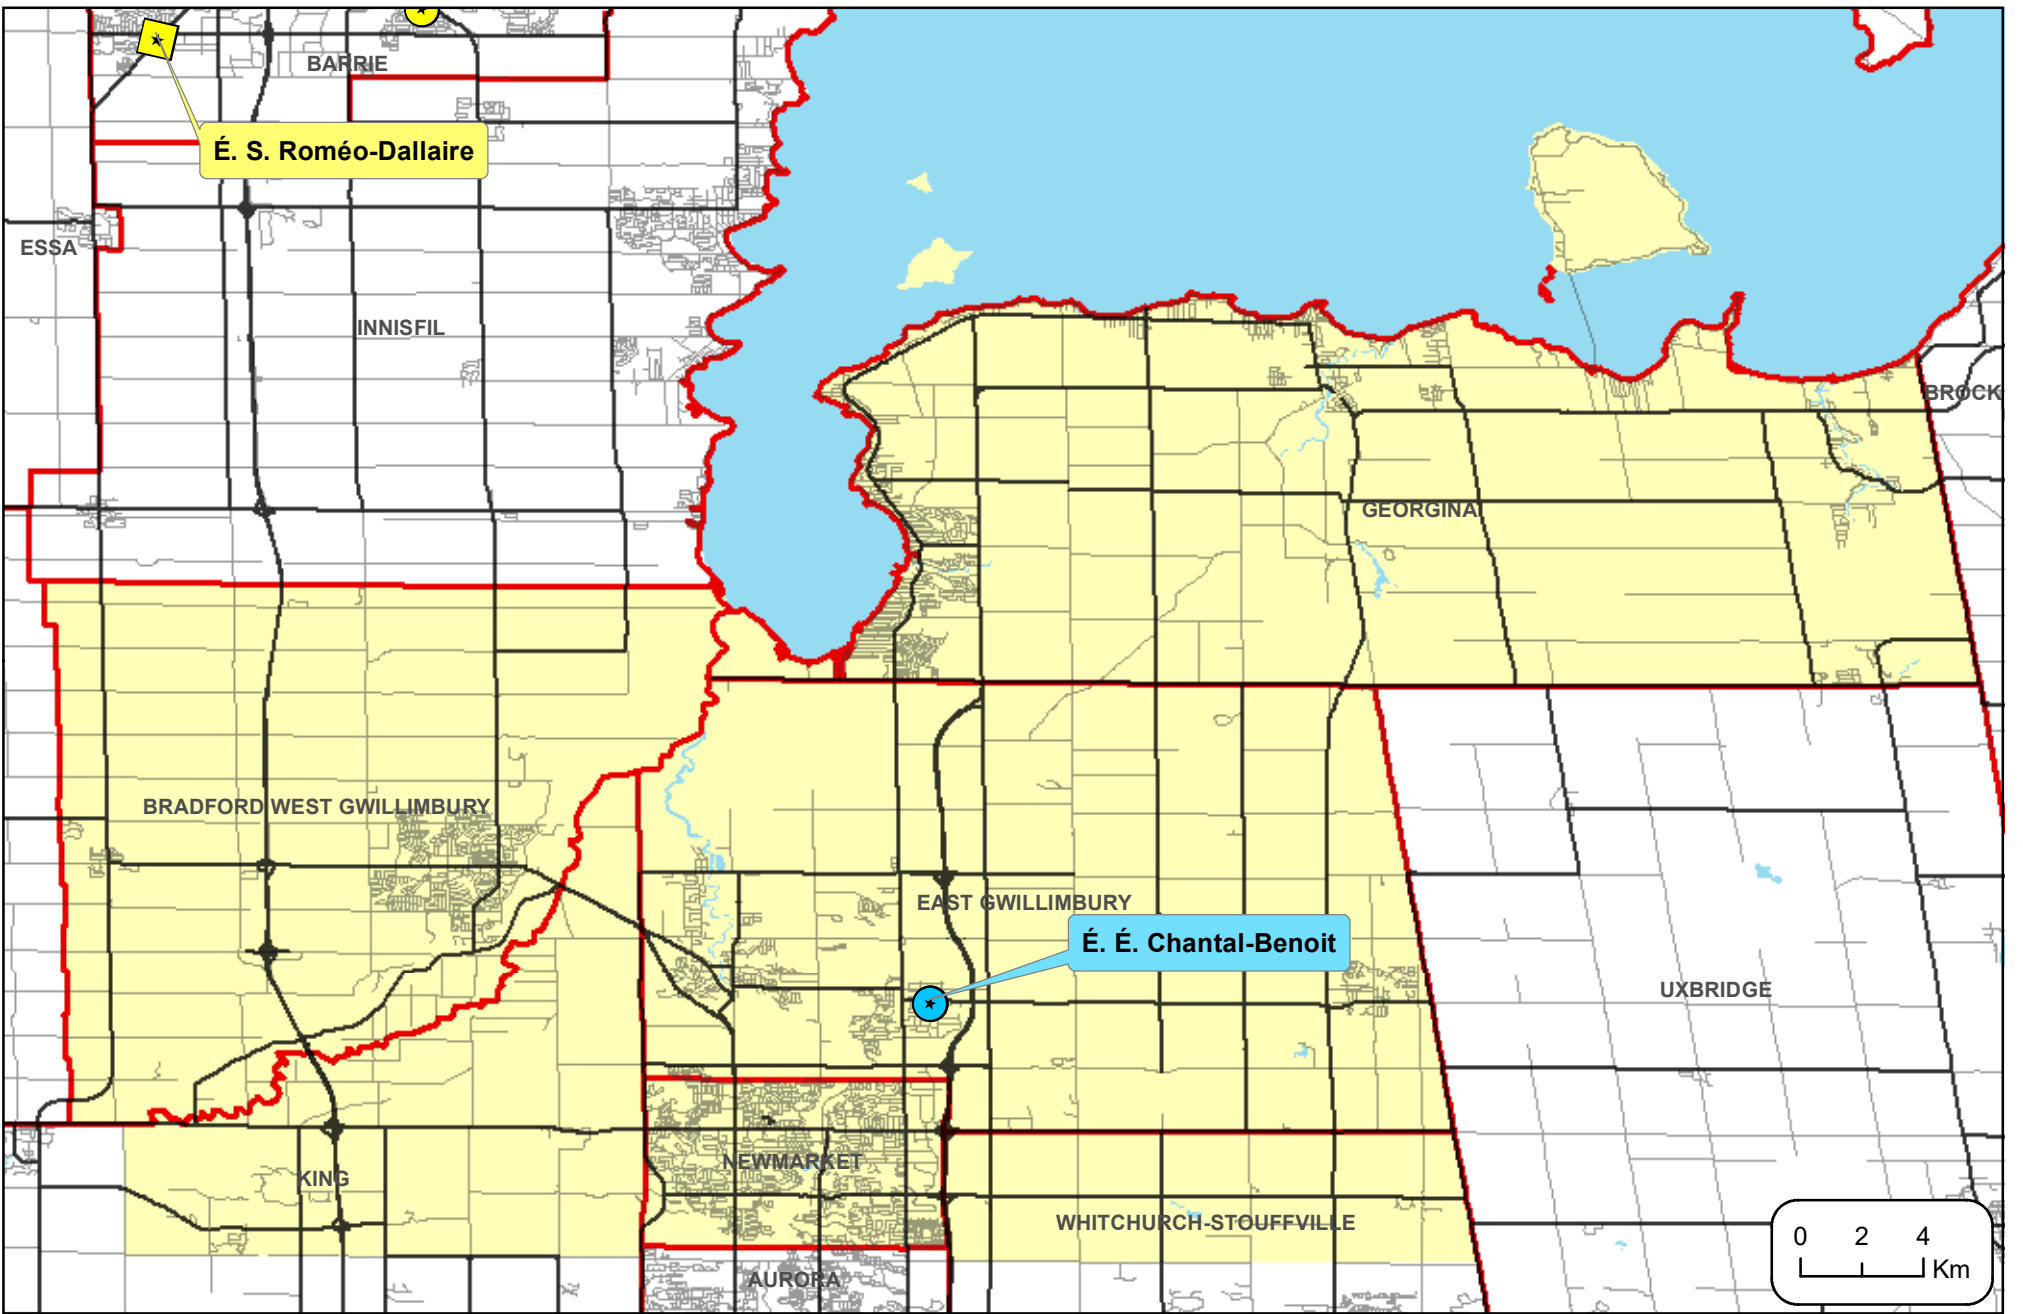 BARRIE
É. S. Roméo-Dallaire
ESSA
INNISFIL
BROCK
GEORGINA
BRADFORD WEST GWILLIMBURY
EAST GWILLIMBURY
É. É. Chantal-Benoit
UXBRIDGE
NEWMARKET
KING
WHITCHURCH-STOUFFVILLE
AURORA
0 2 4
Km